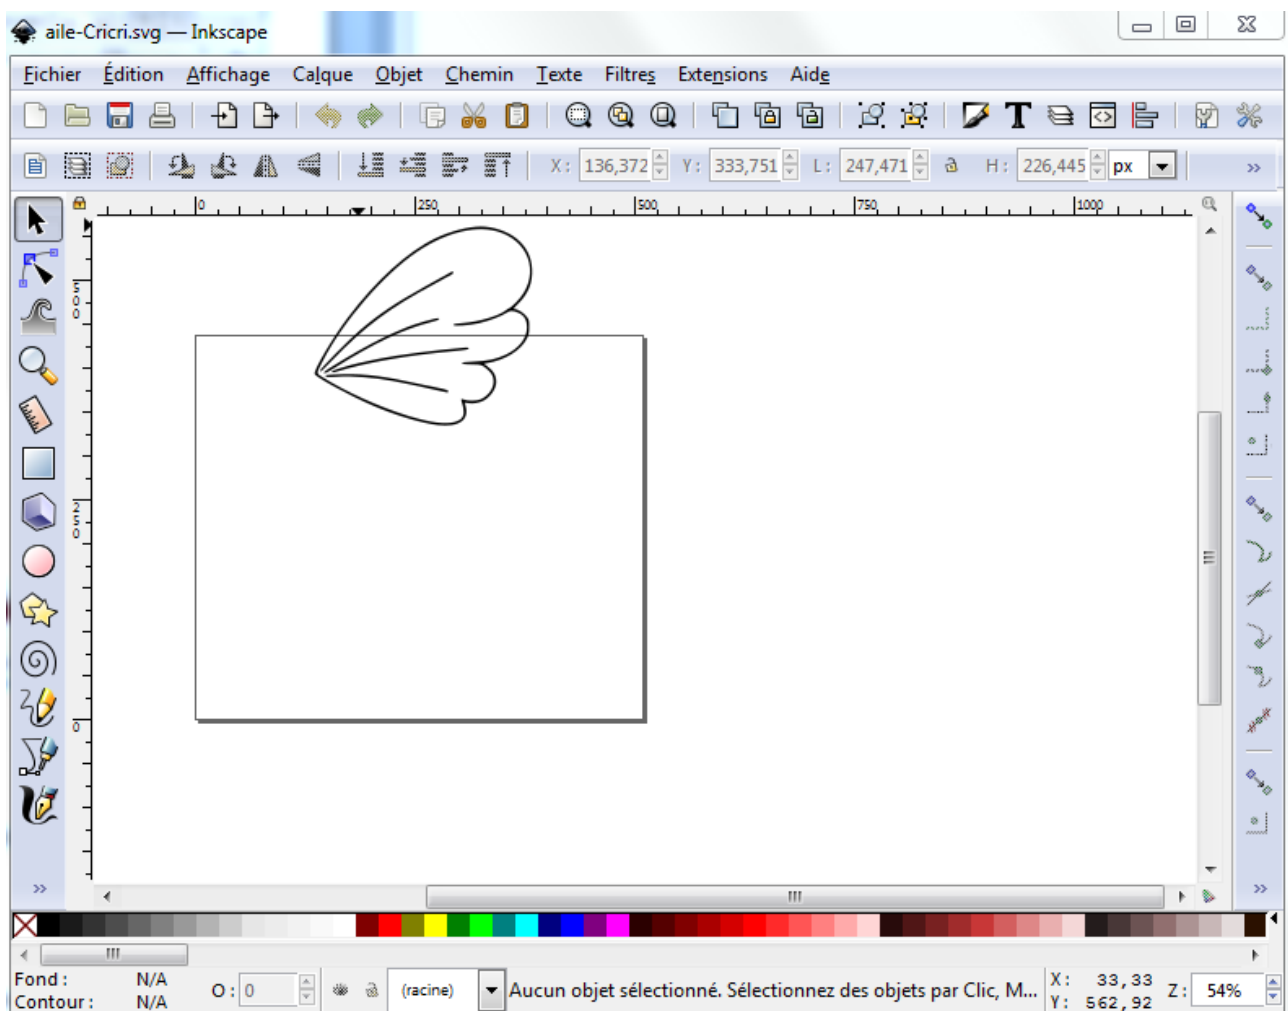 aile-Cricri.svg — Inkscape
Fichier Édition Affichage Calque Objet Chemin Texte Filtres Extensions Aide
X: 136,372 Y: 333,751 L: 247,471 H: 226,445 px
0 250 500 750 1000
500
250
0
Fond : N/A
Contour : N/A
O: 0
(racine)
Aucun objet sélectionné. Sélectionnez des objets par Clic, M...
X: 33,33
Y: 562,92
Z: 54%